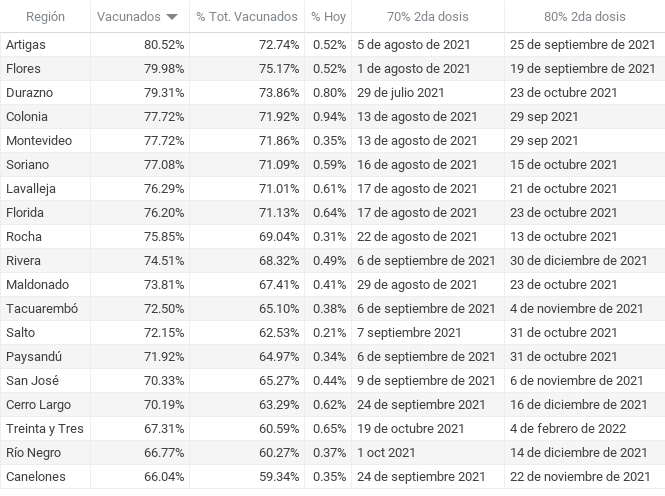 Región Vacunados % Tot. Vacunados % Hoy 70% 2da dosis 80% 2da dosis
Artigas 80.52% 72.74% 0.52% 5 de agosto de 2021 25 de septiembre de 2021
Flores 79.98% 75.17% 0.52% 1 de agosto de 2021 19 de septiembre de 2021
Durazno 79.31% 73.86% 0.80% 29 de julio 2021 23 de octubre 2021
Colonia 77.72% 71.92% 0.94% 13 de agosto de 2021 29 sep 2021
Montevideo 77.72% 71.86% 0.35% 13 de agosto de 2021 29 sep 2021
Soriano 77.08% 71.09% 0.59% 16 de agosto de 2021 15 de octubre 2021
Lavalleja 76.29% 71.01% 0.61% 17 de agosto de 2021 21 de octubre 2021
Florida 76.20% 71.13% 0.64% 17 de agosto de 2021 23 de octubre 2021
Rocha 75.85% 69.04% 0.31% 22 de agosto de 2021 13 de octubre 2021
Rivera 74.51% 68.32% 0.49% 6 de septiembre de 2021 30 de diciembre de 2021
Maldonado 73.81% 67.41% 0.41% 29 de agosto de 2021 23 de octubre 2021
Tacuarembó 72.50% 65.10% 0.38% 6 de septiembre de 2021 4 de noviembre de 2021
Salto 72.15% 62.53% 0.21% 7 septiembre 2021 31 de octubre 2021
Paysandú 71.92% 64.97% 0.34% 6 de septiembre de 2021 31 de octubre 2021
San José 70.33% 65.27% 0.44% 9 de septiembre de 2021 6 de noviembre de 2021
Cerro Largo 70.19% 63.29% 0.62% 24 de septiembre 2021 16 de diciembre de 2021
Treinta y Tres 67.31% 60.59% 0.65% 19 de octubre 2021 4 de febrero de 2022
Río Negro 66.77% 60.27% 0.37% 1 oct 2021 14 de diciembre de 2021
Canelones 66.04% 59.34% 0.35% 24 de septiembre 2021 22 de noviembre de 2021